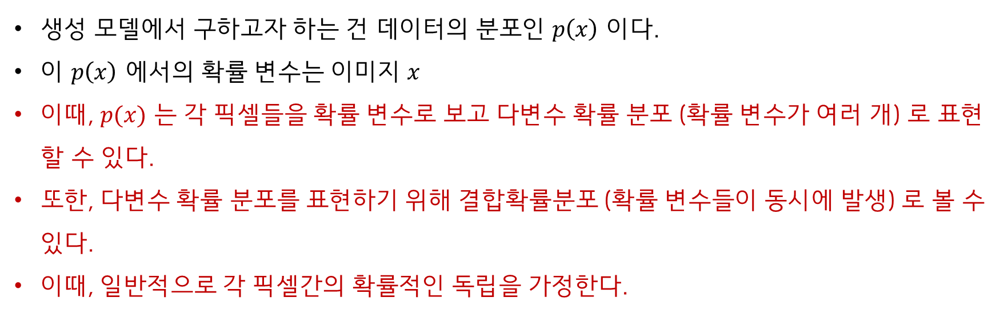 • 생성 모델에서 구하고자 하는 건 데이터의 분포인 p(x) 이다.
• 이 p(x) 에서의 확률 변수는 이미지 x
• 이때, p(x) 는 각 픽셀들을 확률 변수로 보고 다변수 확률 분포 (확률 변수가 여러 개) 로 표현
할 수 있다.
• 또한, 다변수 확률 분포를 표현하기 위해 결합확률분포 (확률 변수들이 동시에 발생) 로 볼 수
있다.
• 이때, 일반적으로 각 픽셀간의 확률적인 독립을 가정한다.